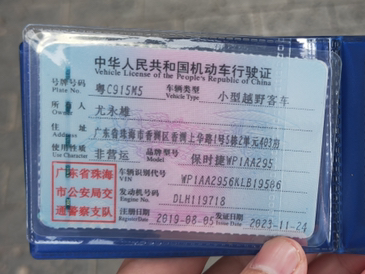 中华人民共和国机动车行驶证
Vehicle License of the People's Republic of China
号牌号码 粤C915M5 车辆类型 小型越野客车
Plate No. Vehicle Type
所有人 尤永雄
Owner
住址 广东省珠海市香洲区香洲上华路1号5栋2单元403房
Address
使用性质 非营运 品牌型号 保时捷WP1AA295
Use Character Model
广东省珠海 车辆识别代号 WP1AA2956KLB19586
市公安局交 VIN
通警察支队 发动机号码 DLH119718
Engine No.
注册日期 2019-08-05 发证日期 2023-11-24
Register Date Issue Date